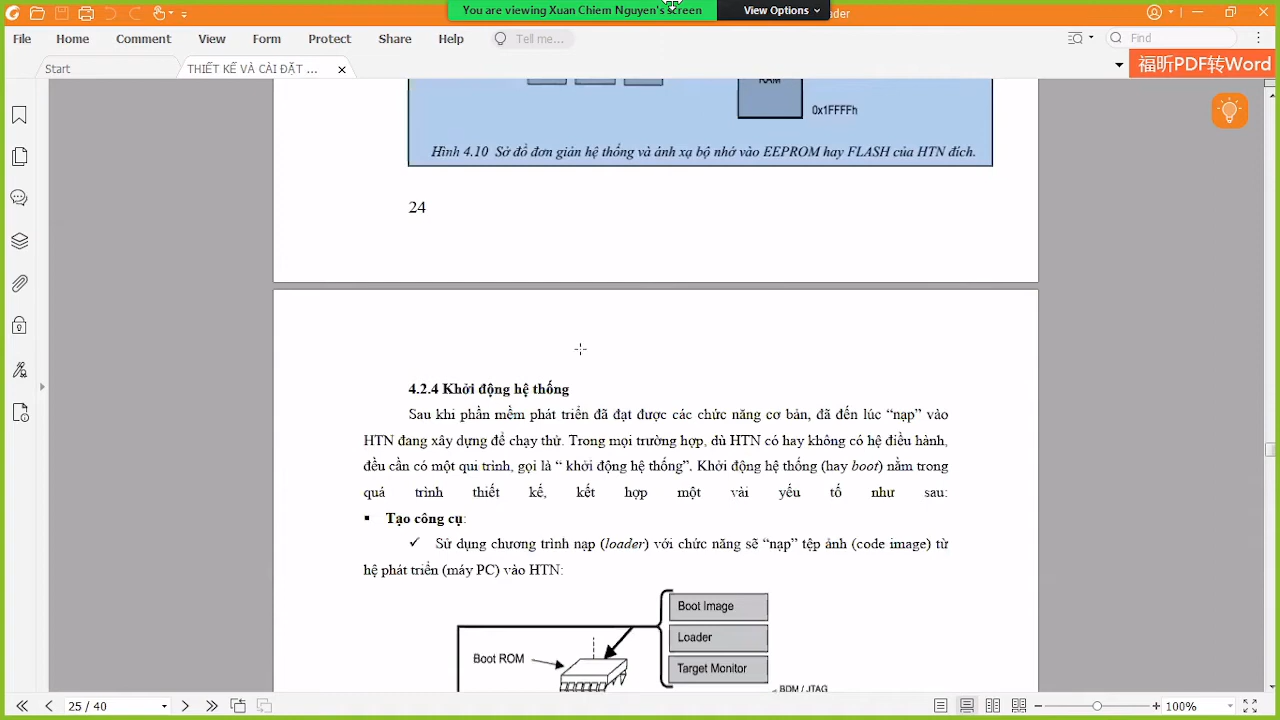 You are viewing Xuan Chiem Nguyen's screen
View Options
der
File Home Comment View Form Protect Share Help Tell me... Find
Start
THIẾT KẾ VÀ CÀI ĐẶT ...
福昕PDF转Word
RAM
0x1FFFFh
Hình 4.10 Sở đồ đơn giản hệ thống và ánh xạ bộ nhớ vào EEPROM hay FLASH của HTN đích.
24
4.2.4 Khởi động hệ thống
Sau khi phần mềm phát triển đã đạt được các chức năng cơ bản, đã đến lúc “nạp” vào
HTN đang xây dựng để chạy thử. Trong mọi trường hợp, dù HTN có hay không có hệ điều hành,
đều cần có một qui trình, gọi là “ khởi động hệ thống”. Khởi động hệ thống (hay boot) nằm trong
quá trình thiết kế, kết hợp một vài yếu tố như sau:
▪ Tạo công cụ:
✓ Sử dụng chương trình nạp (loader) với chức năng sẽ “nạp” tệp ảnh (code image) từ
hệ phát triển (máy PC) vào HTN:
Boot Image
Loader
Boot ROM
Target Monitor
BDM / JTAG
25 / 40
100%